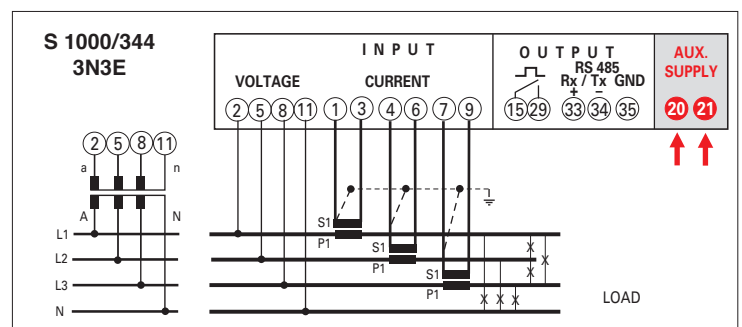 S 1000/344
3N3E
INPUT
VOLTAGE
CURRENT
2 5 8 11 1 3 4 6 7 9
OUTPUT
RS 485
Rx / Tx GND
+ −
15 29 33 34 35
AUX.
SUPPLY
20 21
2 5 8 11
a n
A N
L1
L2
L3
N
S1
P1
S1
P1
S1
P1
X
X X
X
X X X
LOAD